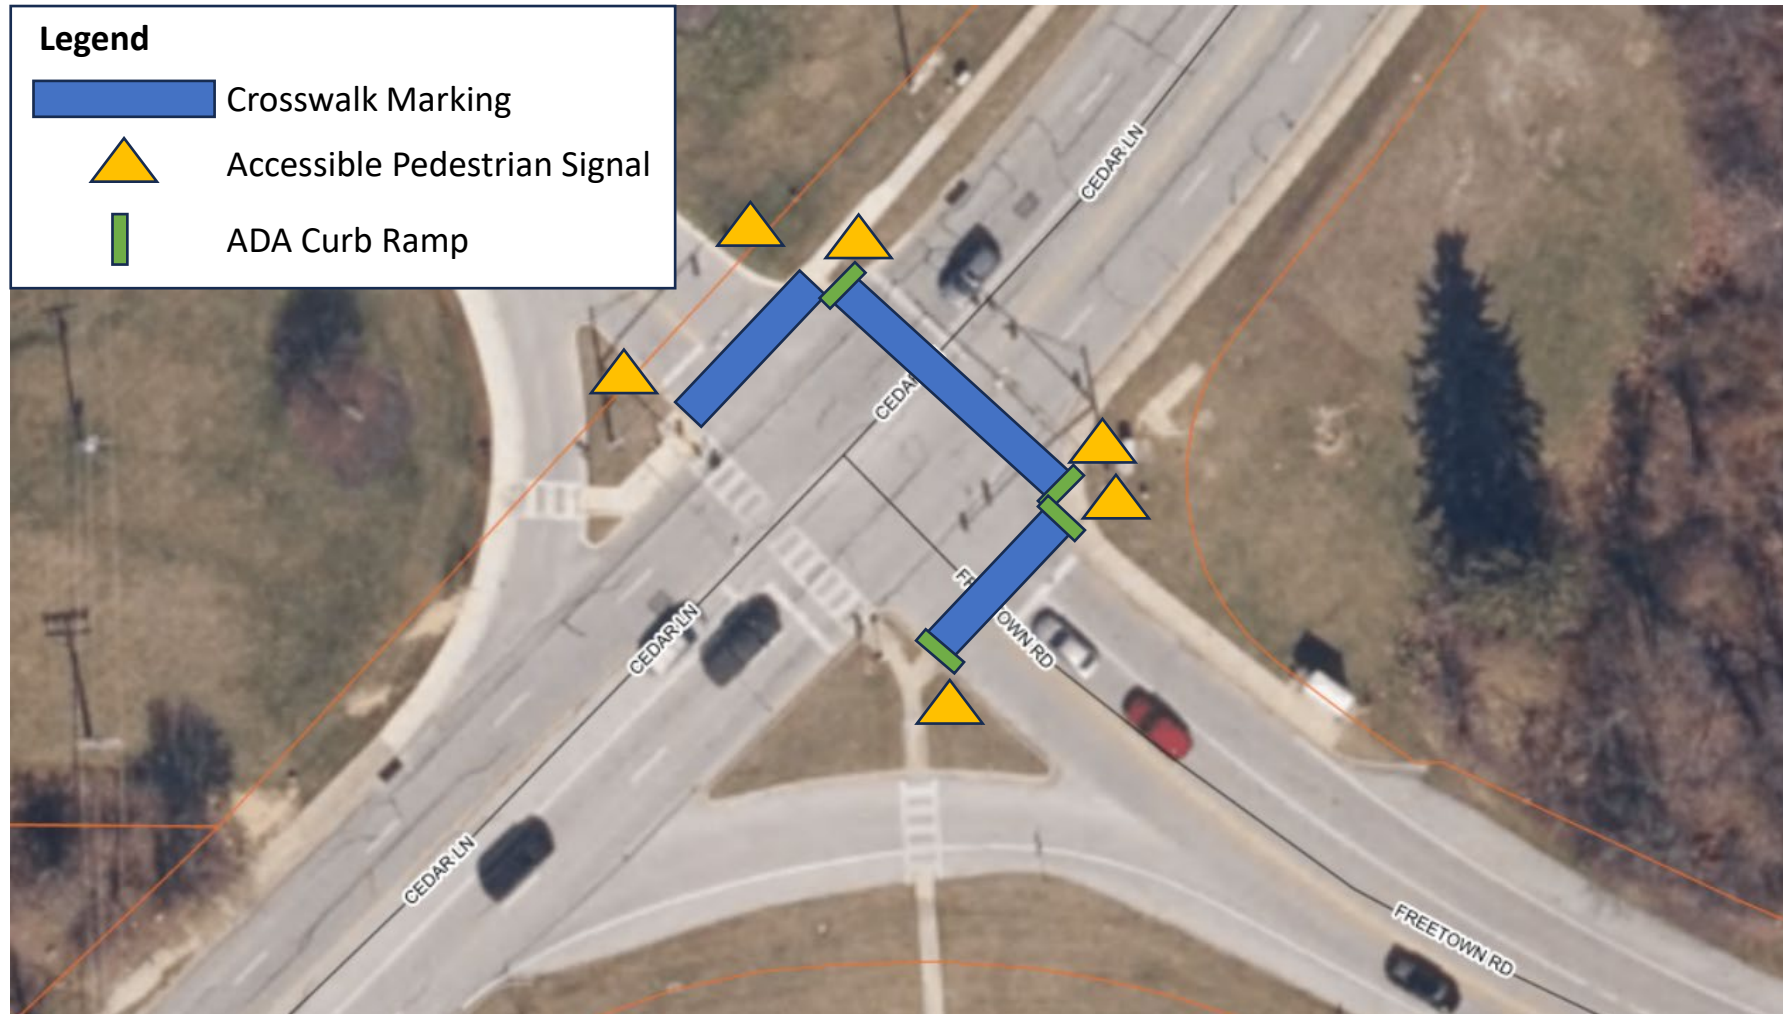 Legend
Crosswalk Marking
Accessible Pedestrian Signal
ADA Curb Ramp
CEDAR LN
CEDA
FR
OWN RD
CEDAR LN
CEDAR LN
FREETOWN RD